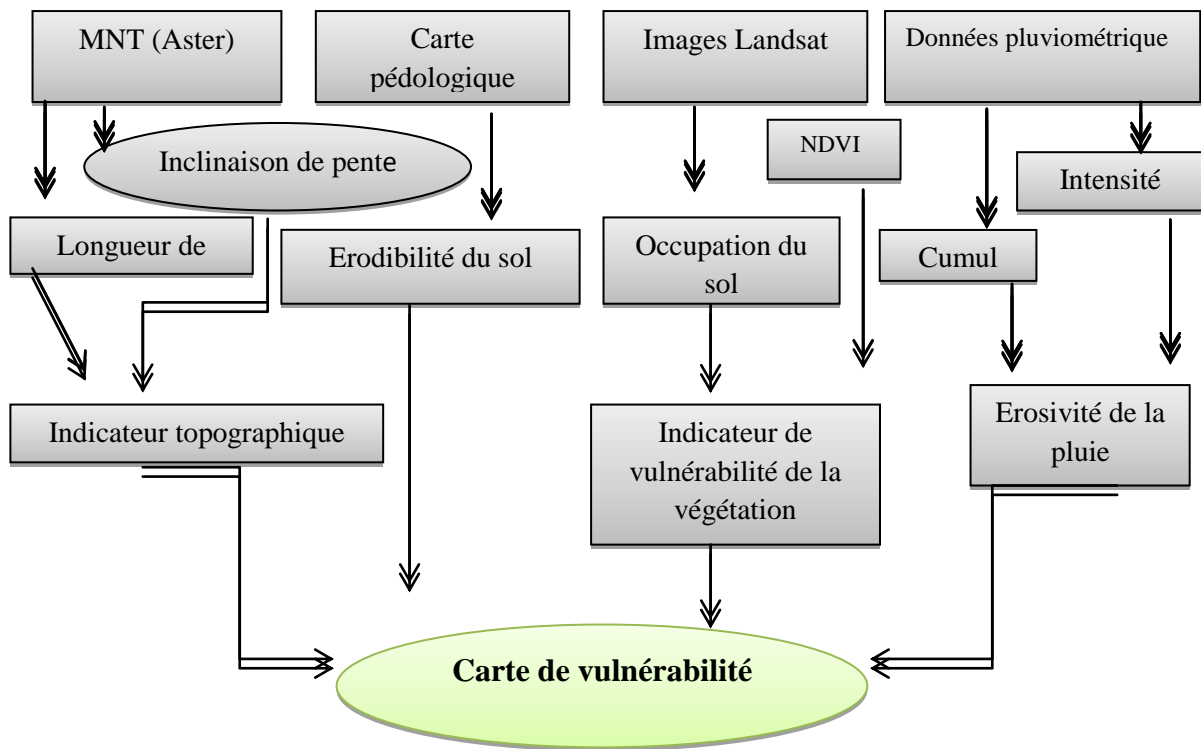 MNT (Aster)
Carte
pédologique
Images Landsat
Données pluviométrique
Inclinaison de pente
NDVI
Intensité
Longueur de
Erodibilité du sol
Occupation du
sol
Cumul
Indicateur topographique
Indicateur de
vulnérabilité de la
végétation
Erosivité de la
pluie
Carte de vulnérabilité